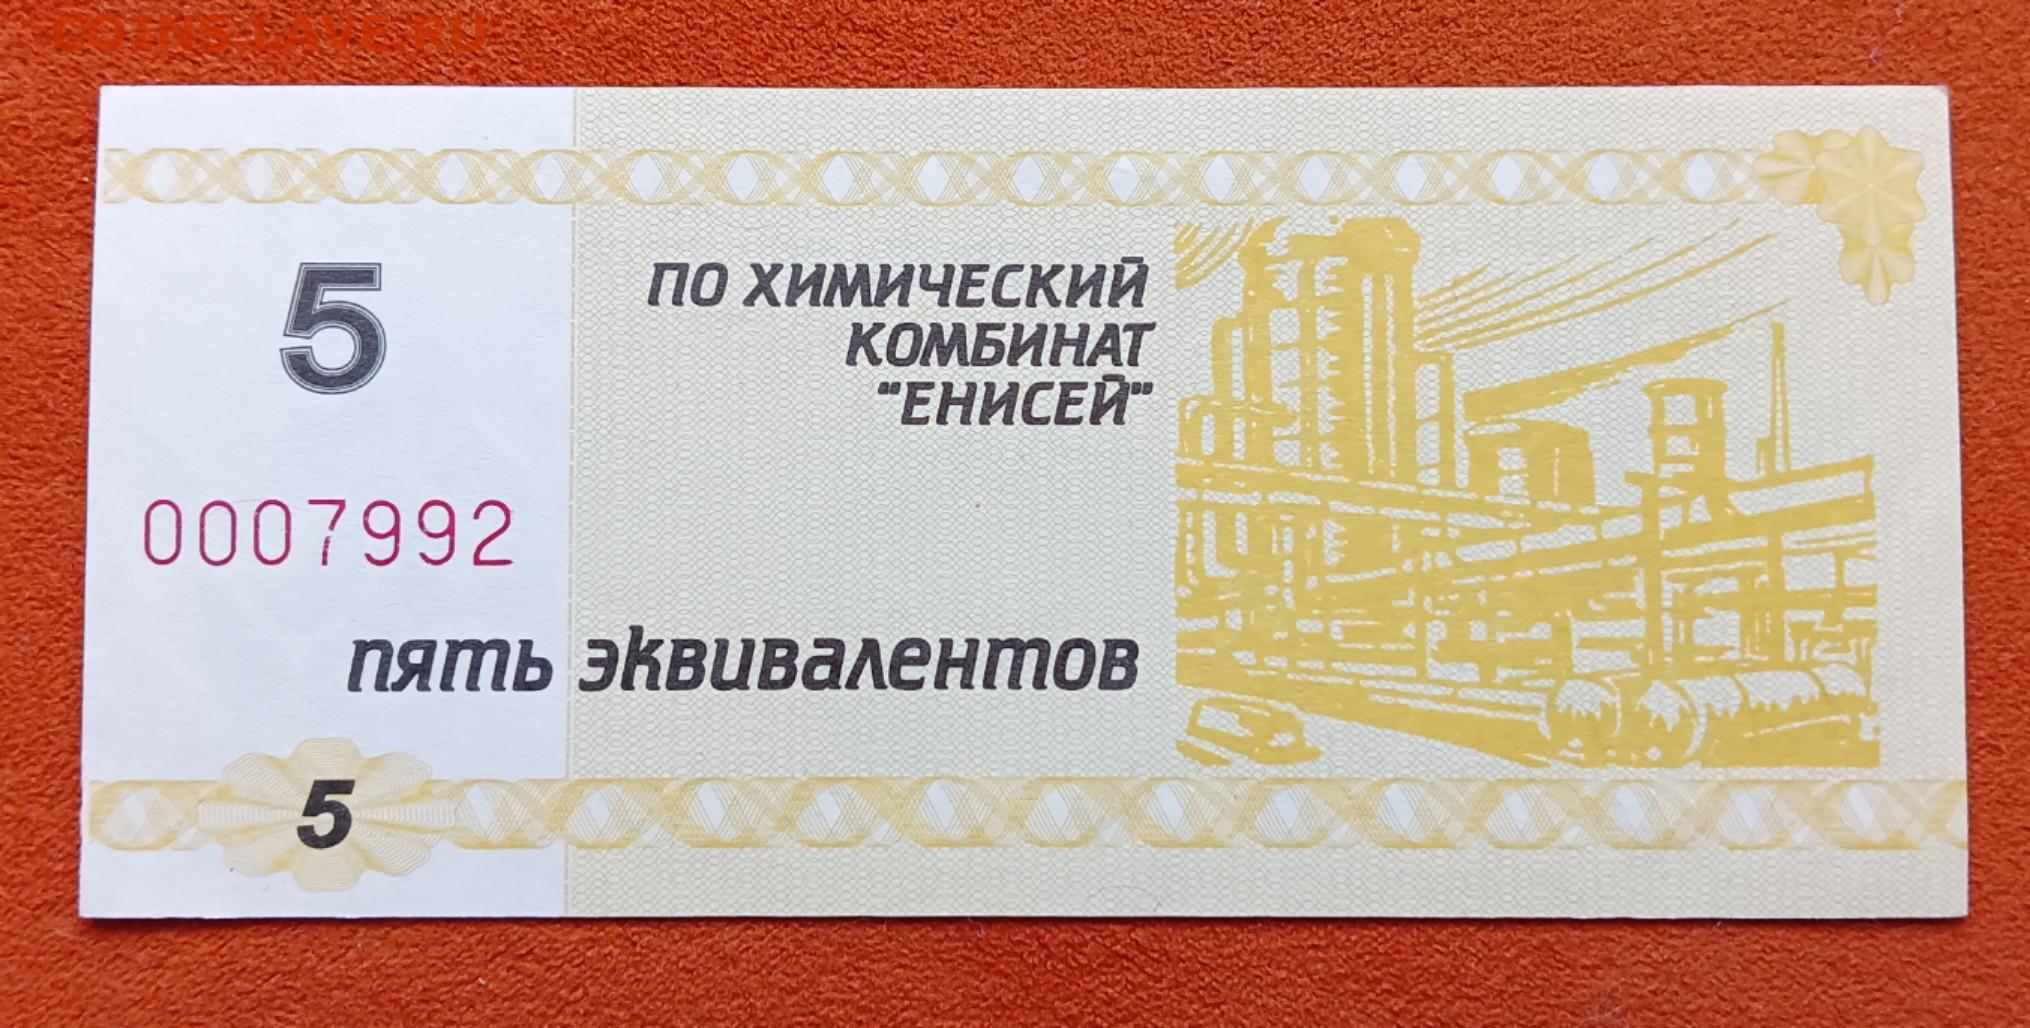 COINS.LAVE.RU
5
ПО ХИМИЧЕСКИЙ
КОМБИНАТ
"ЕНИСЕЙ"
0007992
пять эквивалентов
5